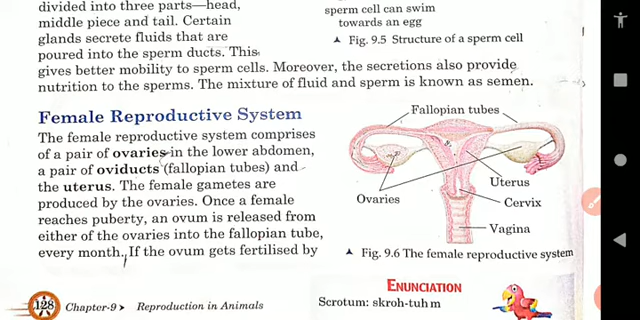 divided into three parts—head,
middle piece and tail. Certain
glands secrete fluids that are
poured into the sperm ducts. This
gives better mobility to sperm cells. Moreover, the secretions also provide
nutrition to the sperms. The mixture of fluid and sperm is known as semen.
sperm cell can swim
towards an egg
▲ Fig. 9.5 Structure of a sperm cell
Female Reproductive System
The female reproductive system comprises
of a pair of ovaries in the lower abdomen,
a pair of oviducts (fallopian tubes) and
the uterus. The female gametes are
produced by the ovaries. Once a female
reaches puberty, an ovum is released from
either of the ovaries into the fallopian tube,
every month. If the ovum gets fertilised by
Fallopian tubes
Ovaries
Uterus
Cervix
Vagina
▲ Fig. 9.6 The female reproductive system
ENUNCIATION
Scrotum: skroh-tuhm
128 Chapter-9 > Reproduction in Animals